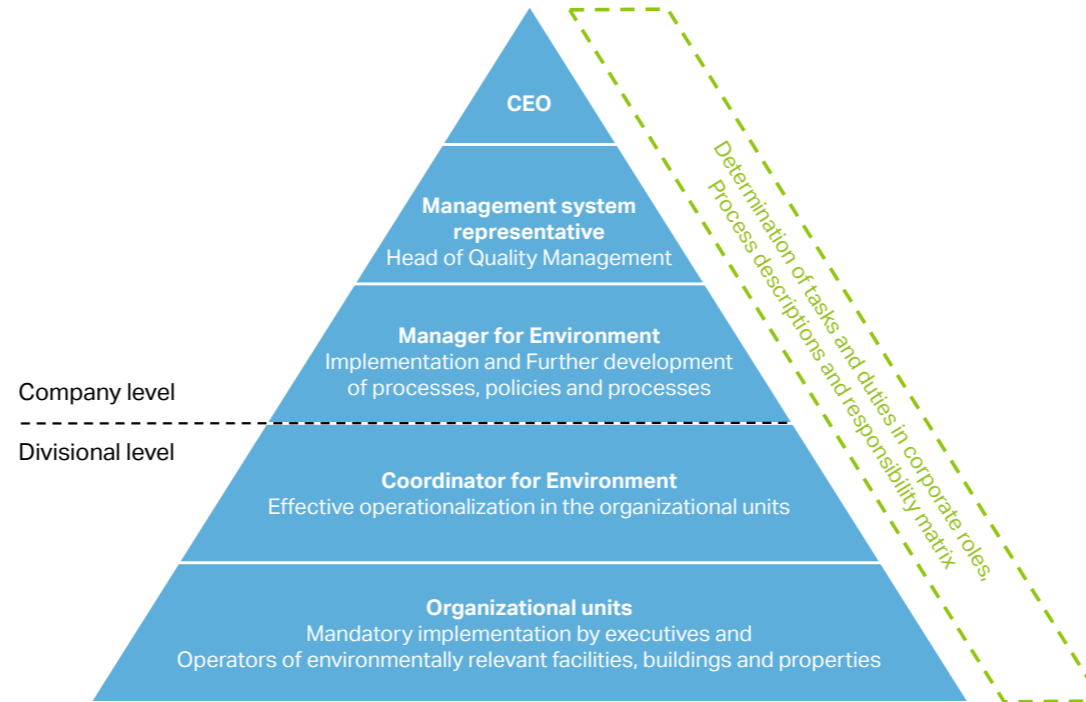 CEO
Management system
representative
Head of Quality Management
Manager for Environment
Implementation and Further development
of processes, policies and processes
Company level
Divisional level
Coordinator for Environment
Effective operationalization in the organizational units
Organizational units
Mandatory implementation by executives and
Operators of environmentally relevant facilities, buildings and properties
Determination of tasks and duties in corporate roles,
Process descriptions and responsibility matrix